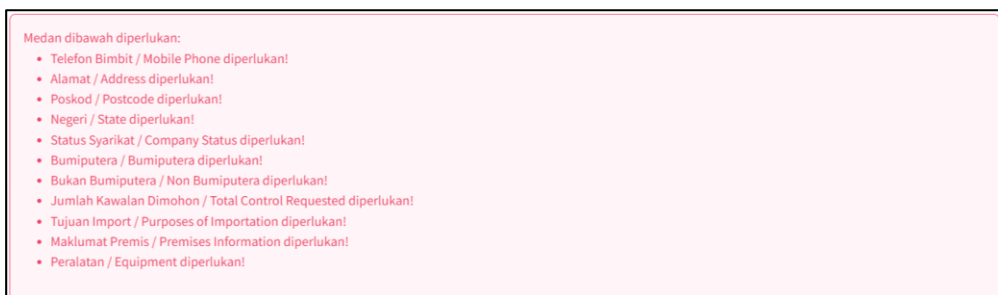 Medan dibawah diperlukan:
• Telefon Bimbit / Mobile Phone diperlukan!
• Alamat / Address diperlukan!
• Poskod / Postcode diperlukan!
• Negeri / State diperlukan!
• Status Syarikat / Company Status diperlukan!
• Bumiputera / Bumiputera diperlukan!
• Bukan Bumiputera / Non Bumiputera diperlukan!
• Jumlah Kawalan Dimohon / Total Control Requested diperlukan!
• Tujuan Import / Purposes of Importation diperlukan!
• Maklumat Premis / Premises Information diperlukan!
• Peralatan / Equipment diperlukan!